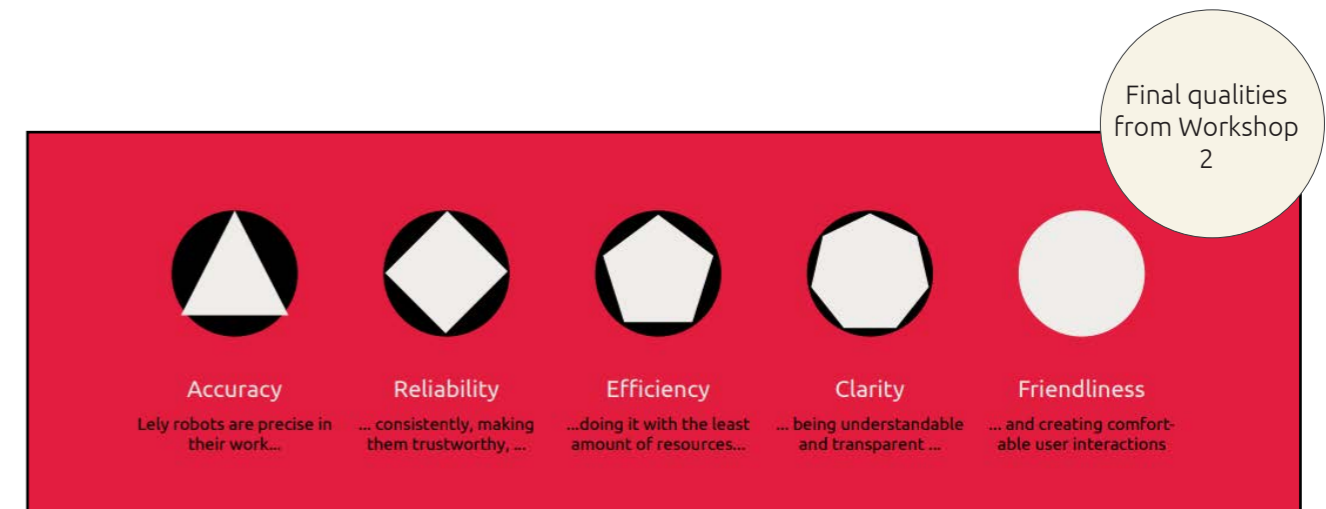 Final qualities
from Workshop
2
Accuracy
Lely robots are precise in
their work...
Reliability
... consistently, making
them trustworthy, ...
Efficiency
...doing it with the least
amount of resources...
Clarity
... being understandable
and transparent ...
Friendliness
... and creating comfort-
able user interactions